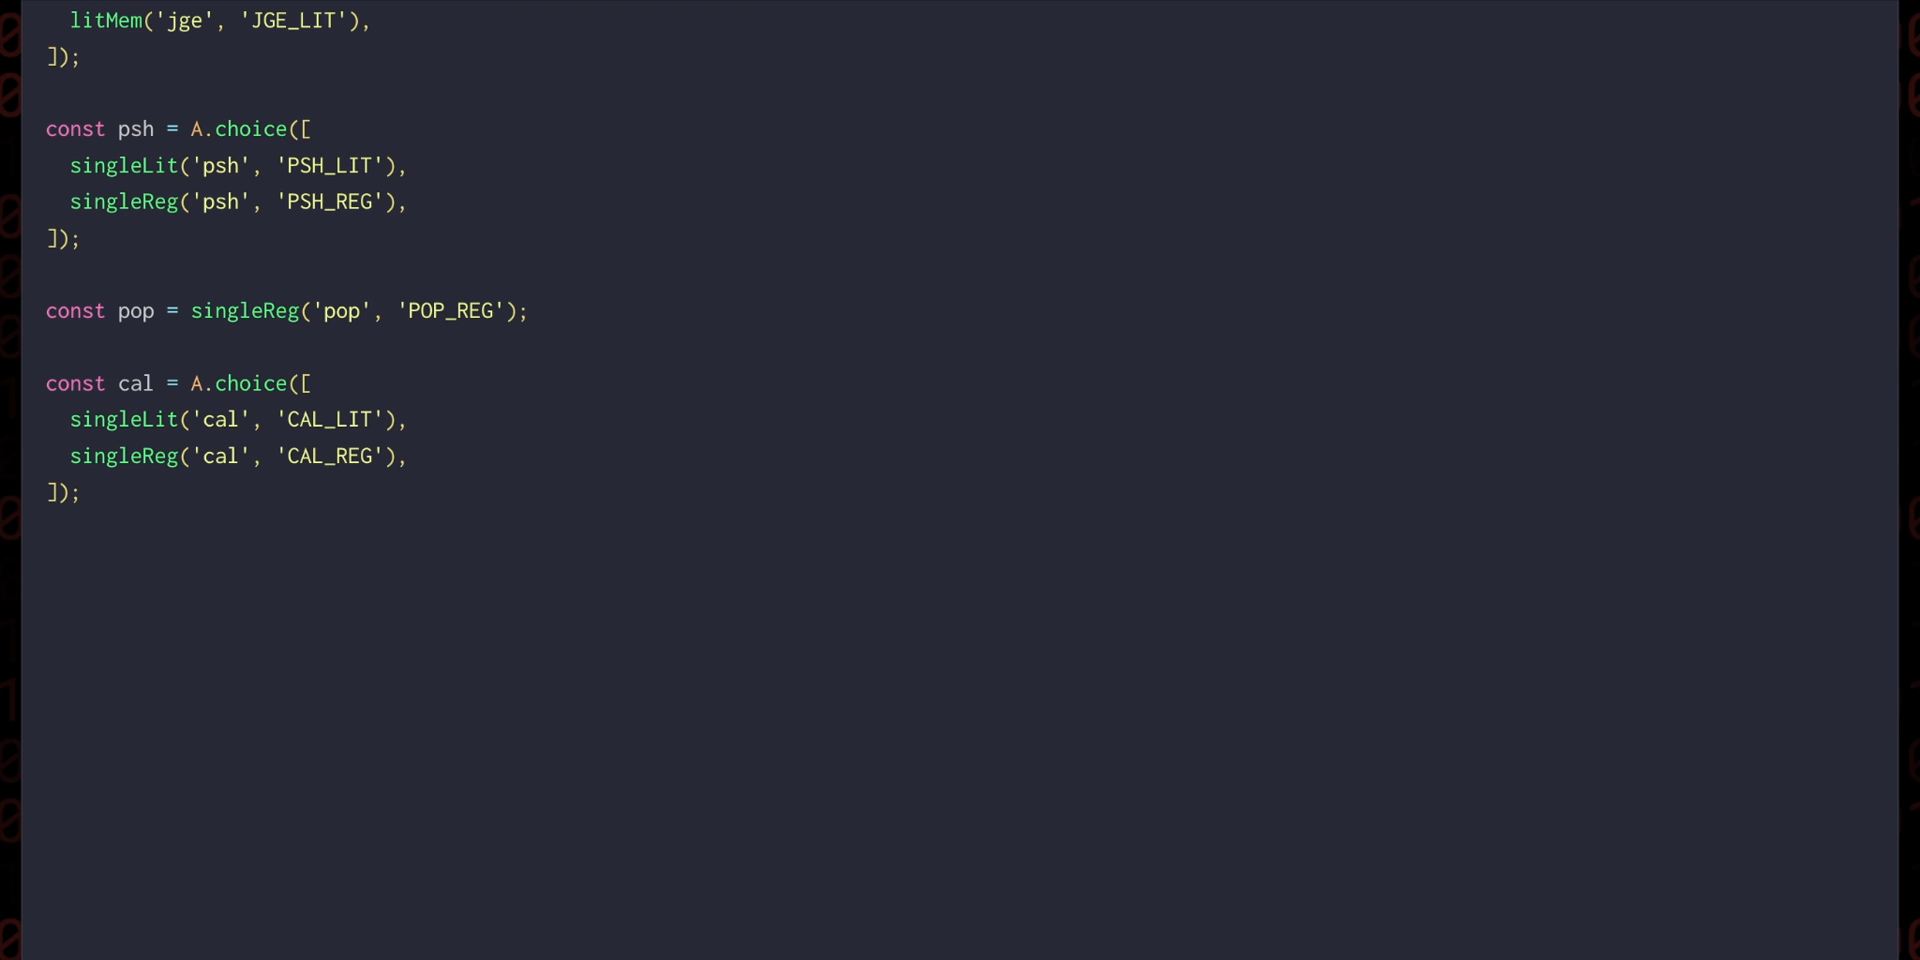 litMem('jge', 'JGE_LIT'),
]);
const psh = A.choice([
singleLit('psh', 'PSH_LIT'),
singleReg('psh', 'PSH_REG'),
]);
const pop = singleReg('pop', 'POP_REG');
const cal = A.choice([
singleLit('cal', 'CAL_LIT'),
singleReg('cal', 'CAL_REG'),
]);